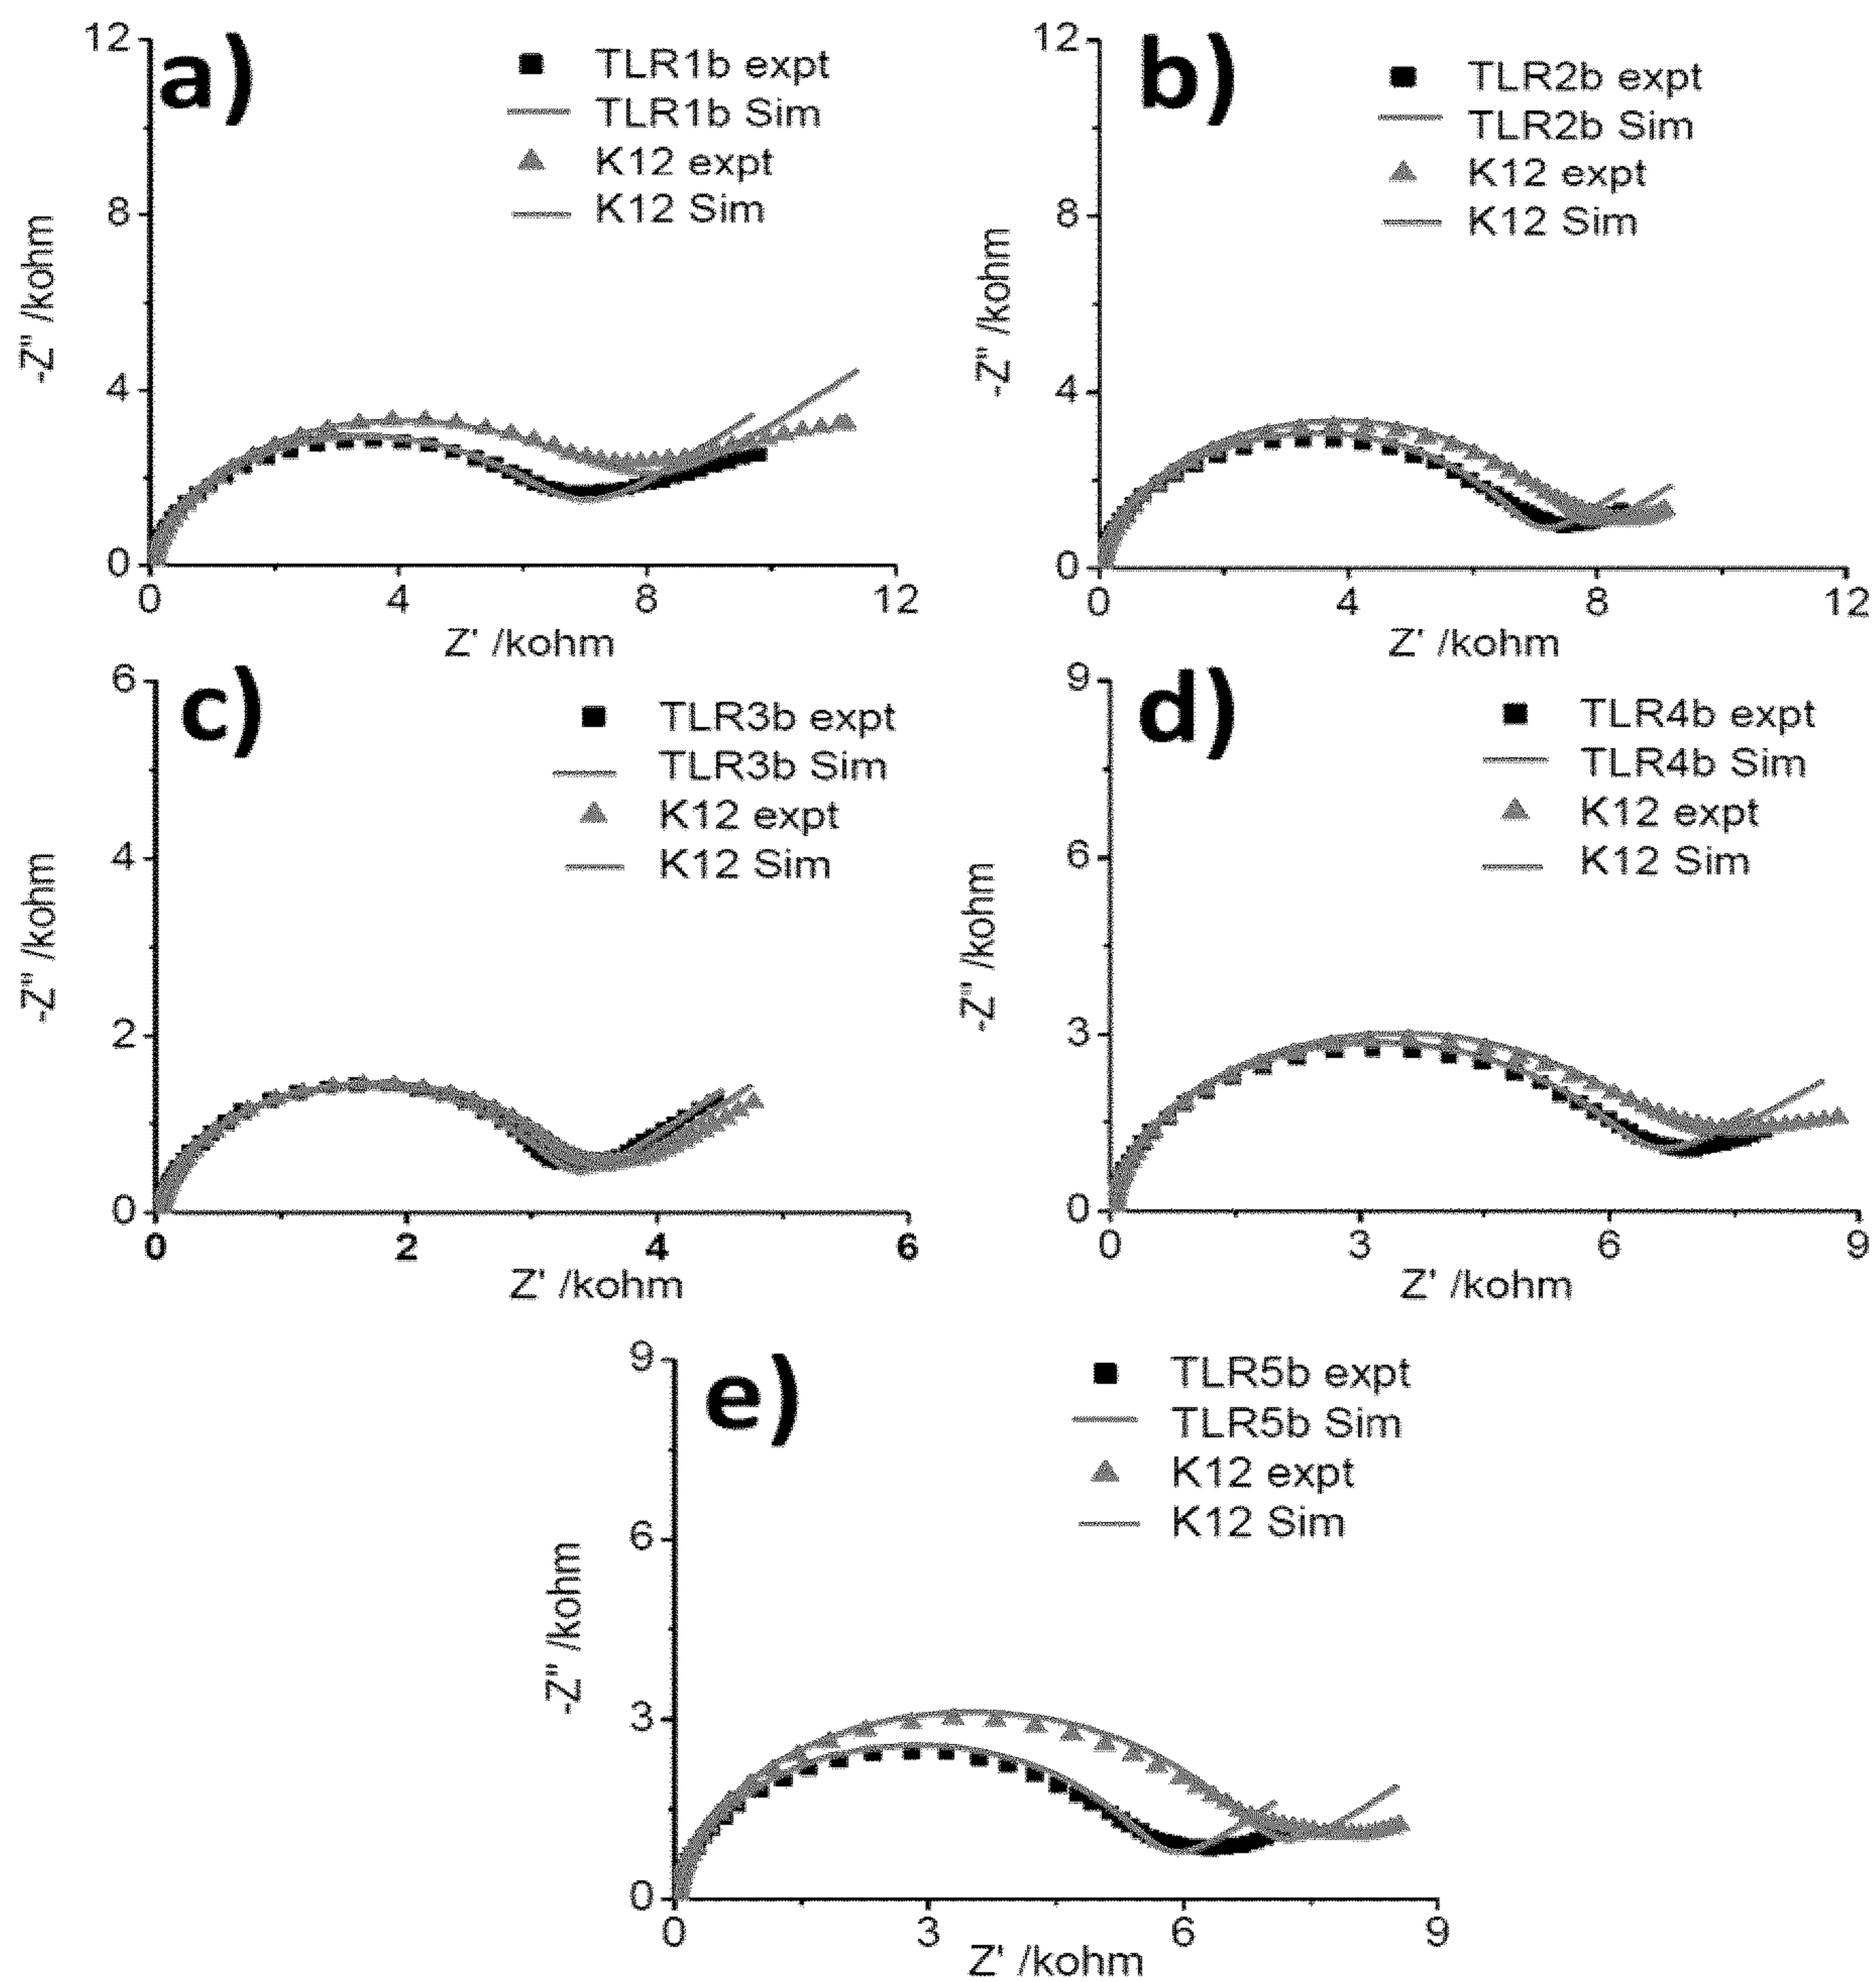 a)
12
8
4
0
-Z" /kohm
TLR1b expt
TLR1b Sim
K12 expt
K12 Sim
0 4 8 12
Z' /kohm
b)
12
8
4
0
-Z" /kohm
TLR2b expt
TLR2b Sim
K12 expt
K12 Sim
0 4 8 12
Z' /kohm
c)
6
4
2
0
-Z" /kohm
TLR3b expt
TLR3b Sim
K12 expt
K12 Sim
0 2 4 6
Z' /kohm
d)
9
6
3
0
-Z" /kohm
TLR4b expt
TLR4b Sim
K12 expt
K12 Sim
0 3 6 9
Z' /kohm
e)
9
6
3
0
-Z" /kohm
TLR5b expt
TLR5b Sim
K12 expt
K12 Sim
0 3 6 9
Z' /kohm